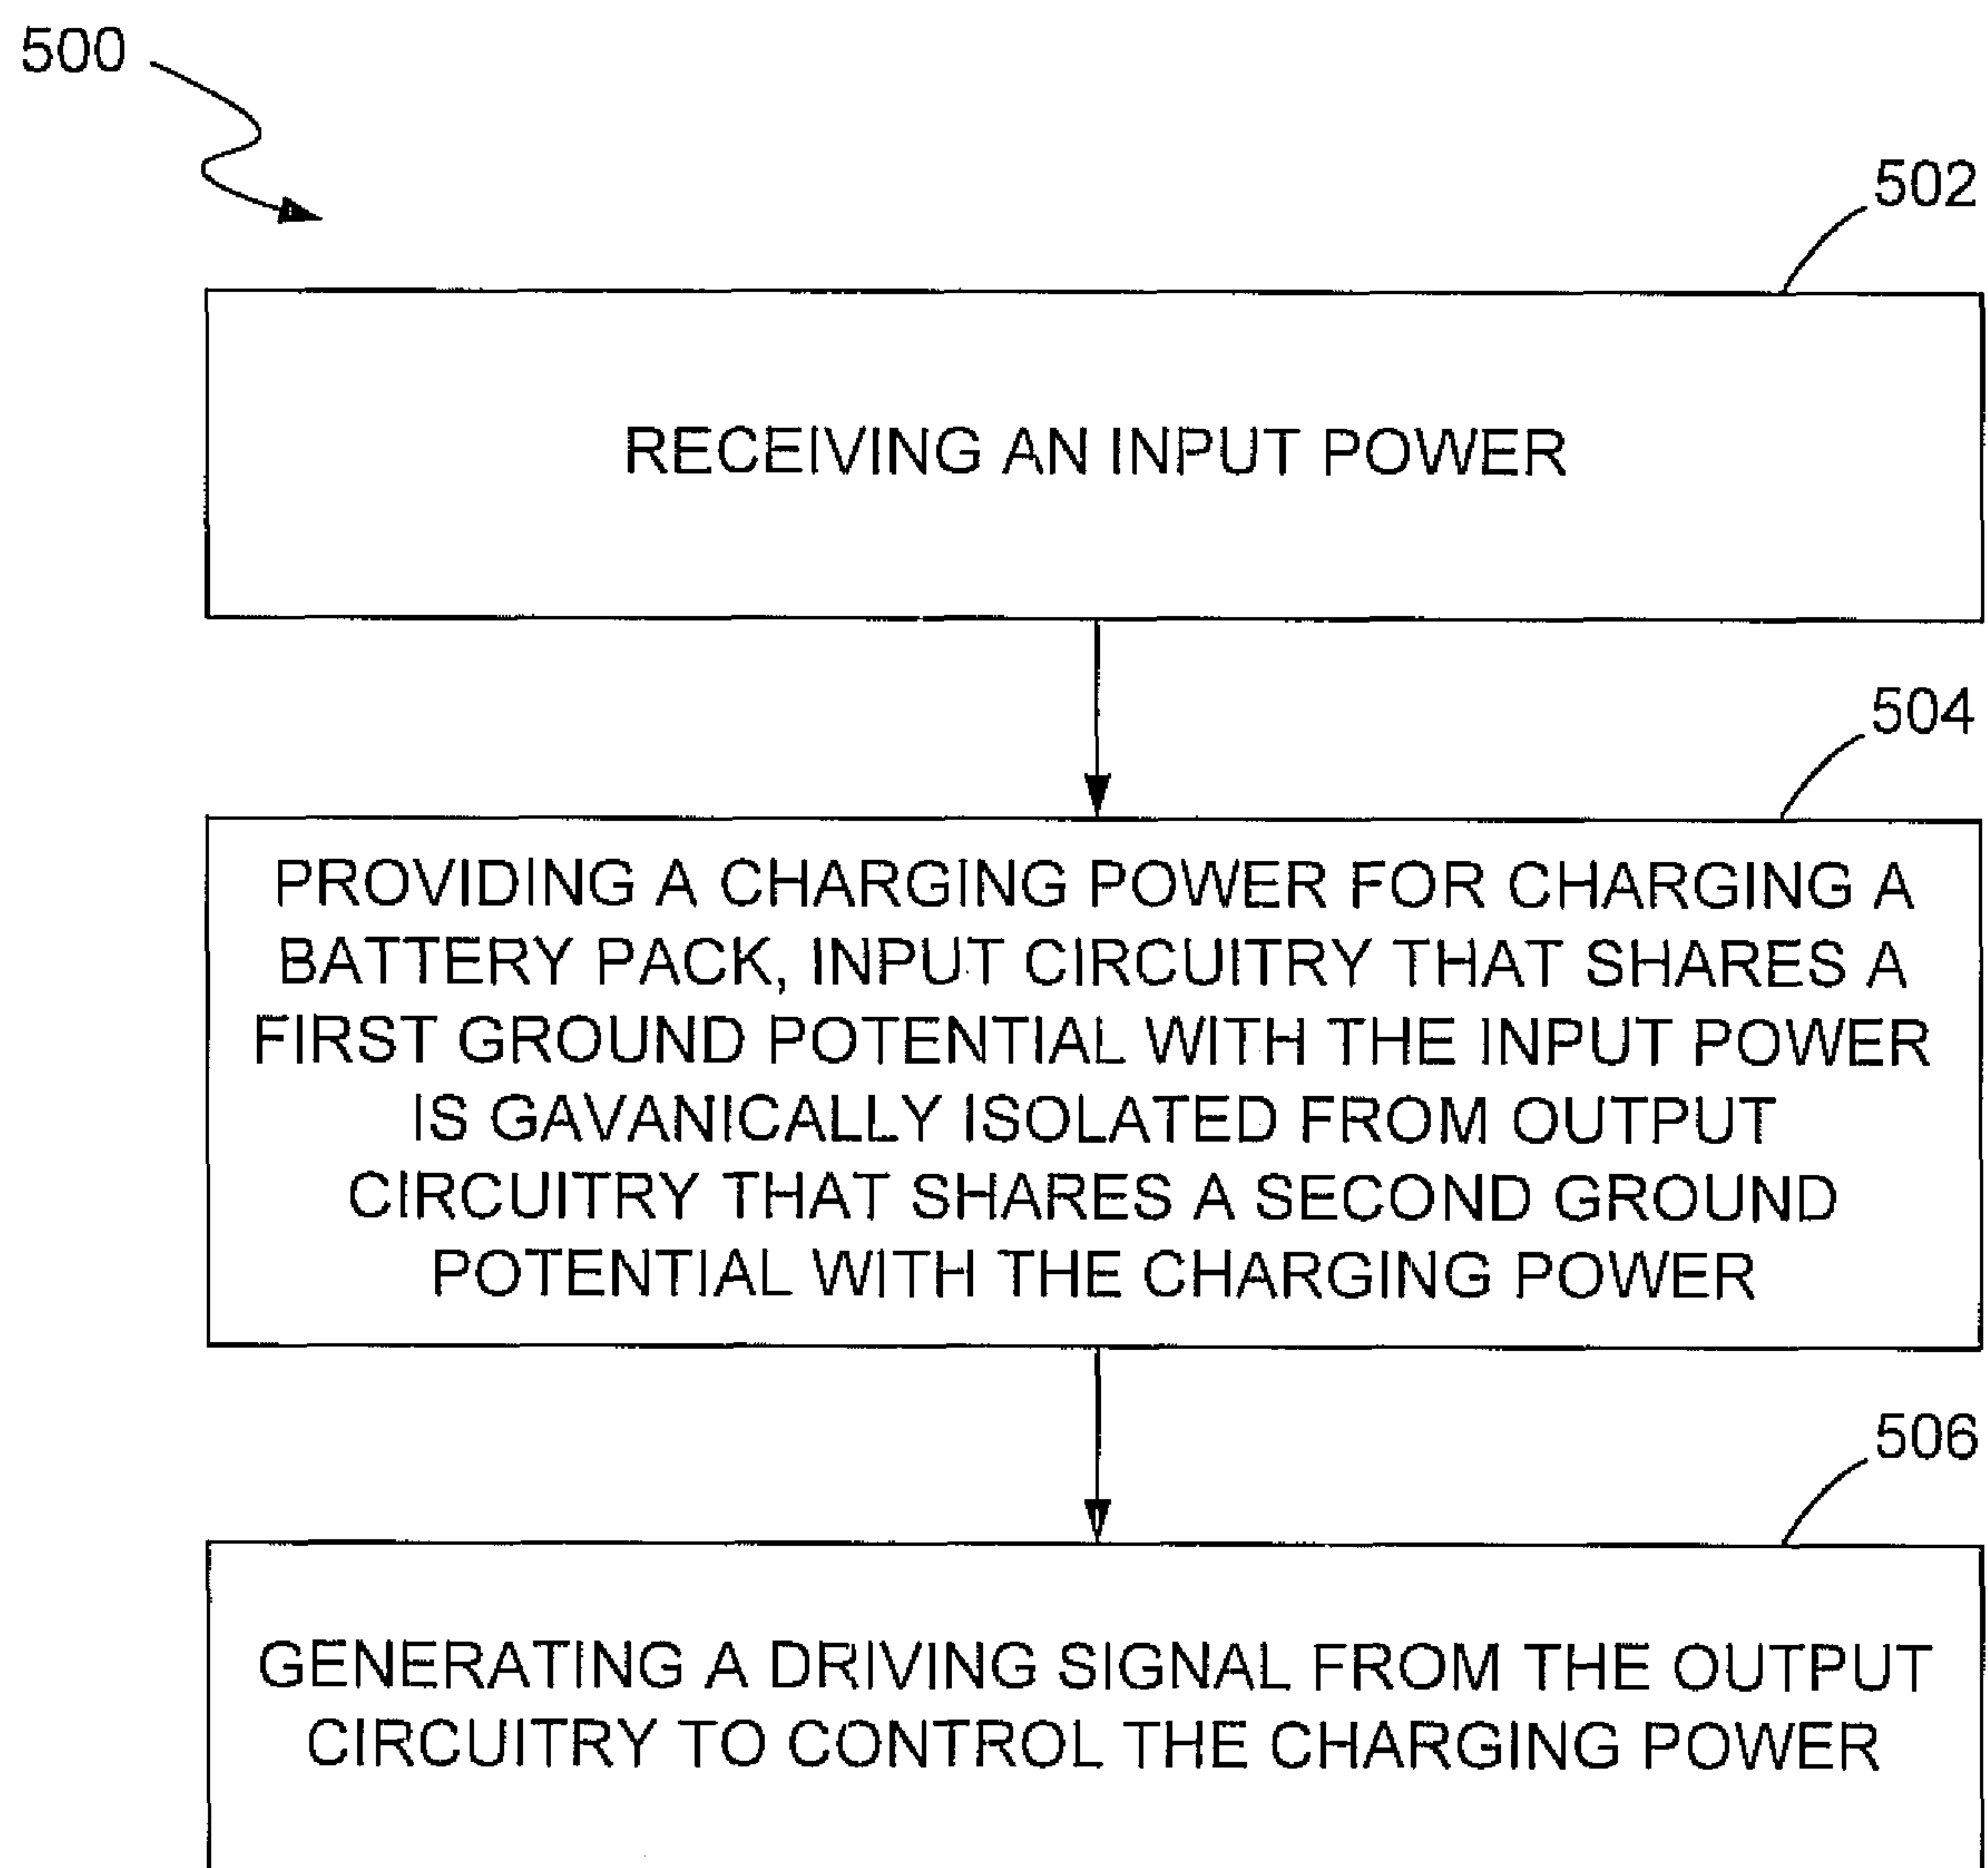 500
502
RECEIVING AN INPUT POWER
504
PROVIDING A CHARGING POWER FOR CHARGING A
BATTERY PACK, INPUT CIRCUITRY THAT SHARES A
FIRST GROUND POTENTIAL WITH THE INPUT POWER
IS GAVANICALLY ISOLATED FROM OUTPUT
CIRCUITRY THAT SHARES A SECOND GROUND
POTENTIAL WITH THE CHARGING POWER
506
GENERATING A DRIVING SIGNAL FROM THE OUTPUT
CIRCUITRY TO CONTROL THE CHARGING POWER